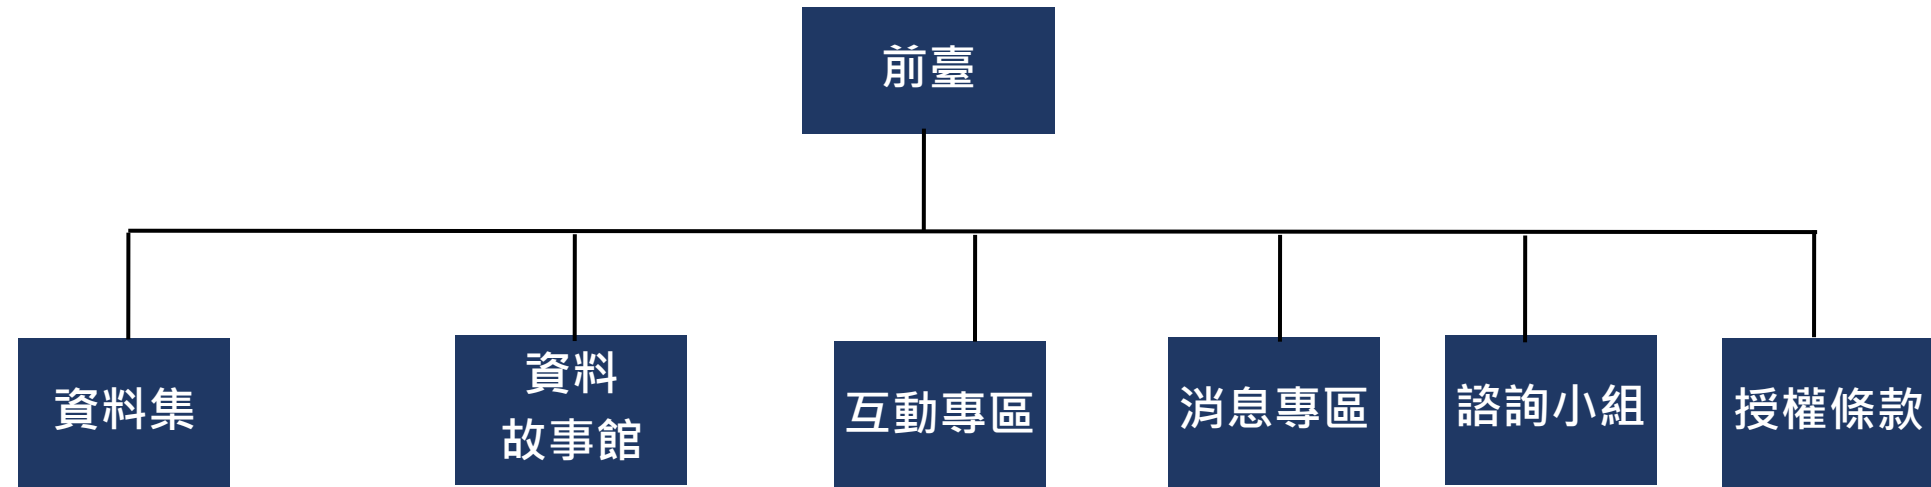 前臺
資料集
資料
故事館
互動專區
消息專區
諮詢小組
授權條款